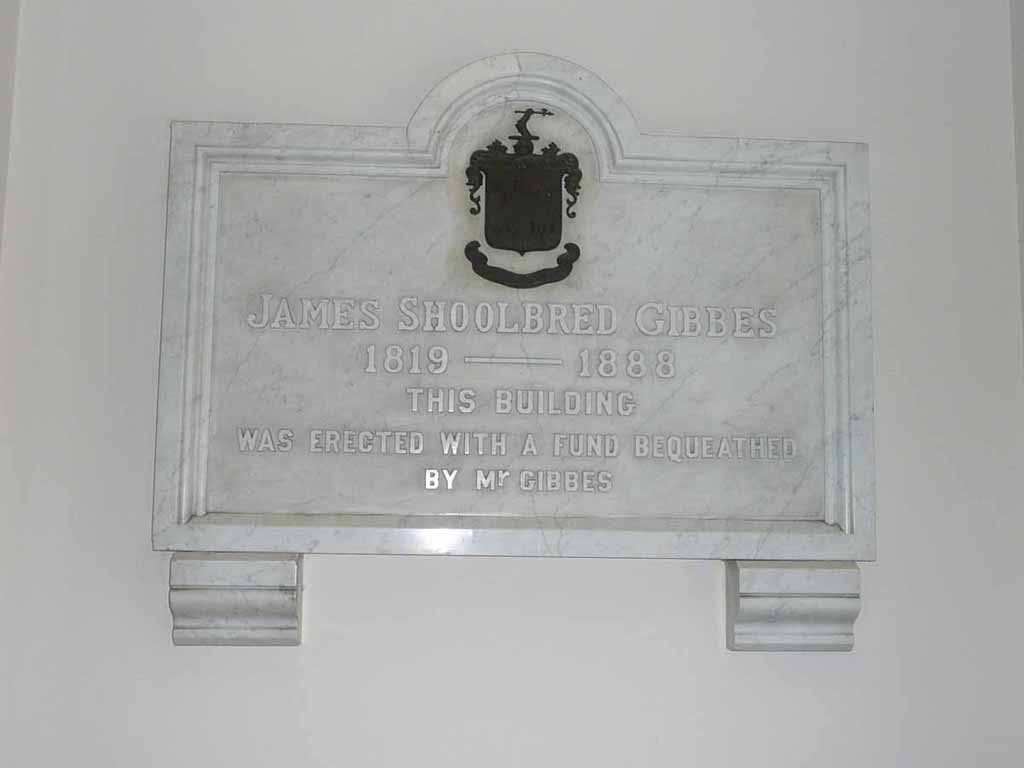 JAMES SHOOLBRED GIBBES
1819 — 1888
THIS BUILDING
WAS ERECTED WITH A FUND BEQUEATHED
BY Mr GIBBES